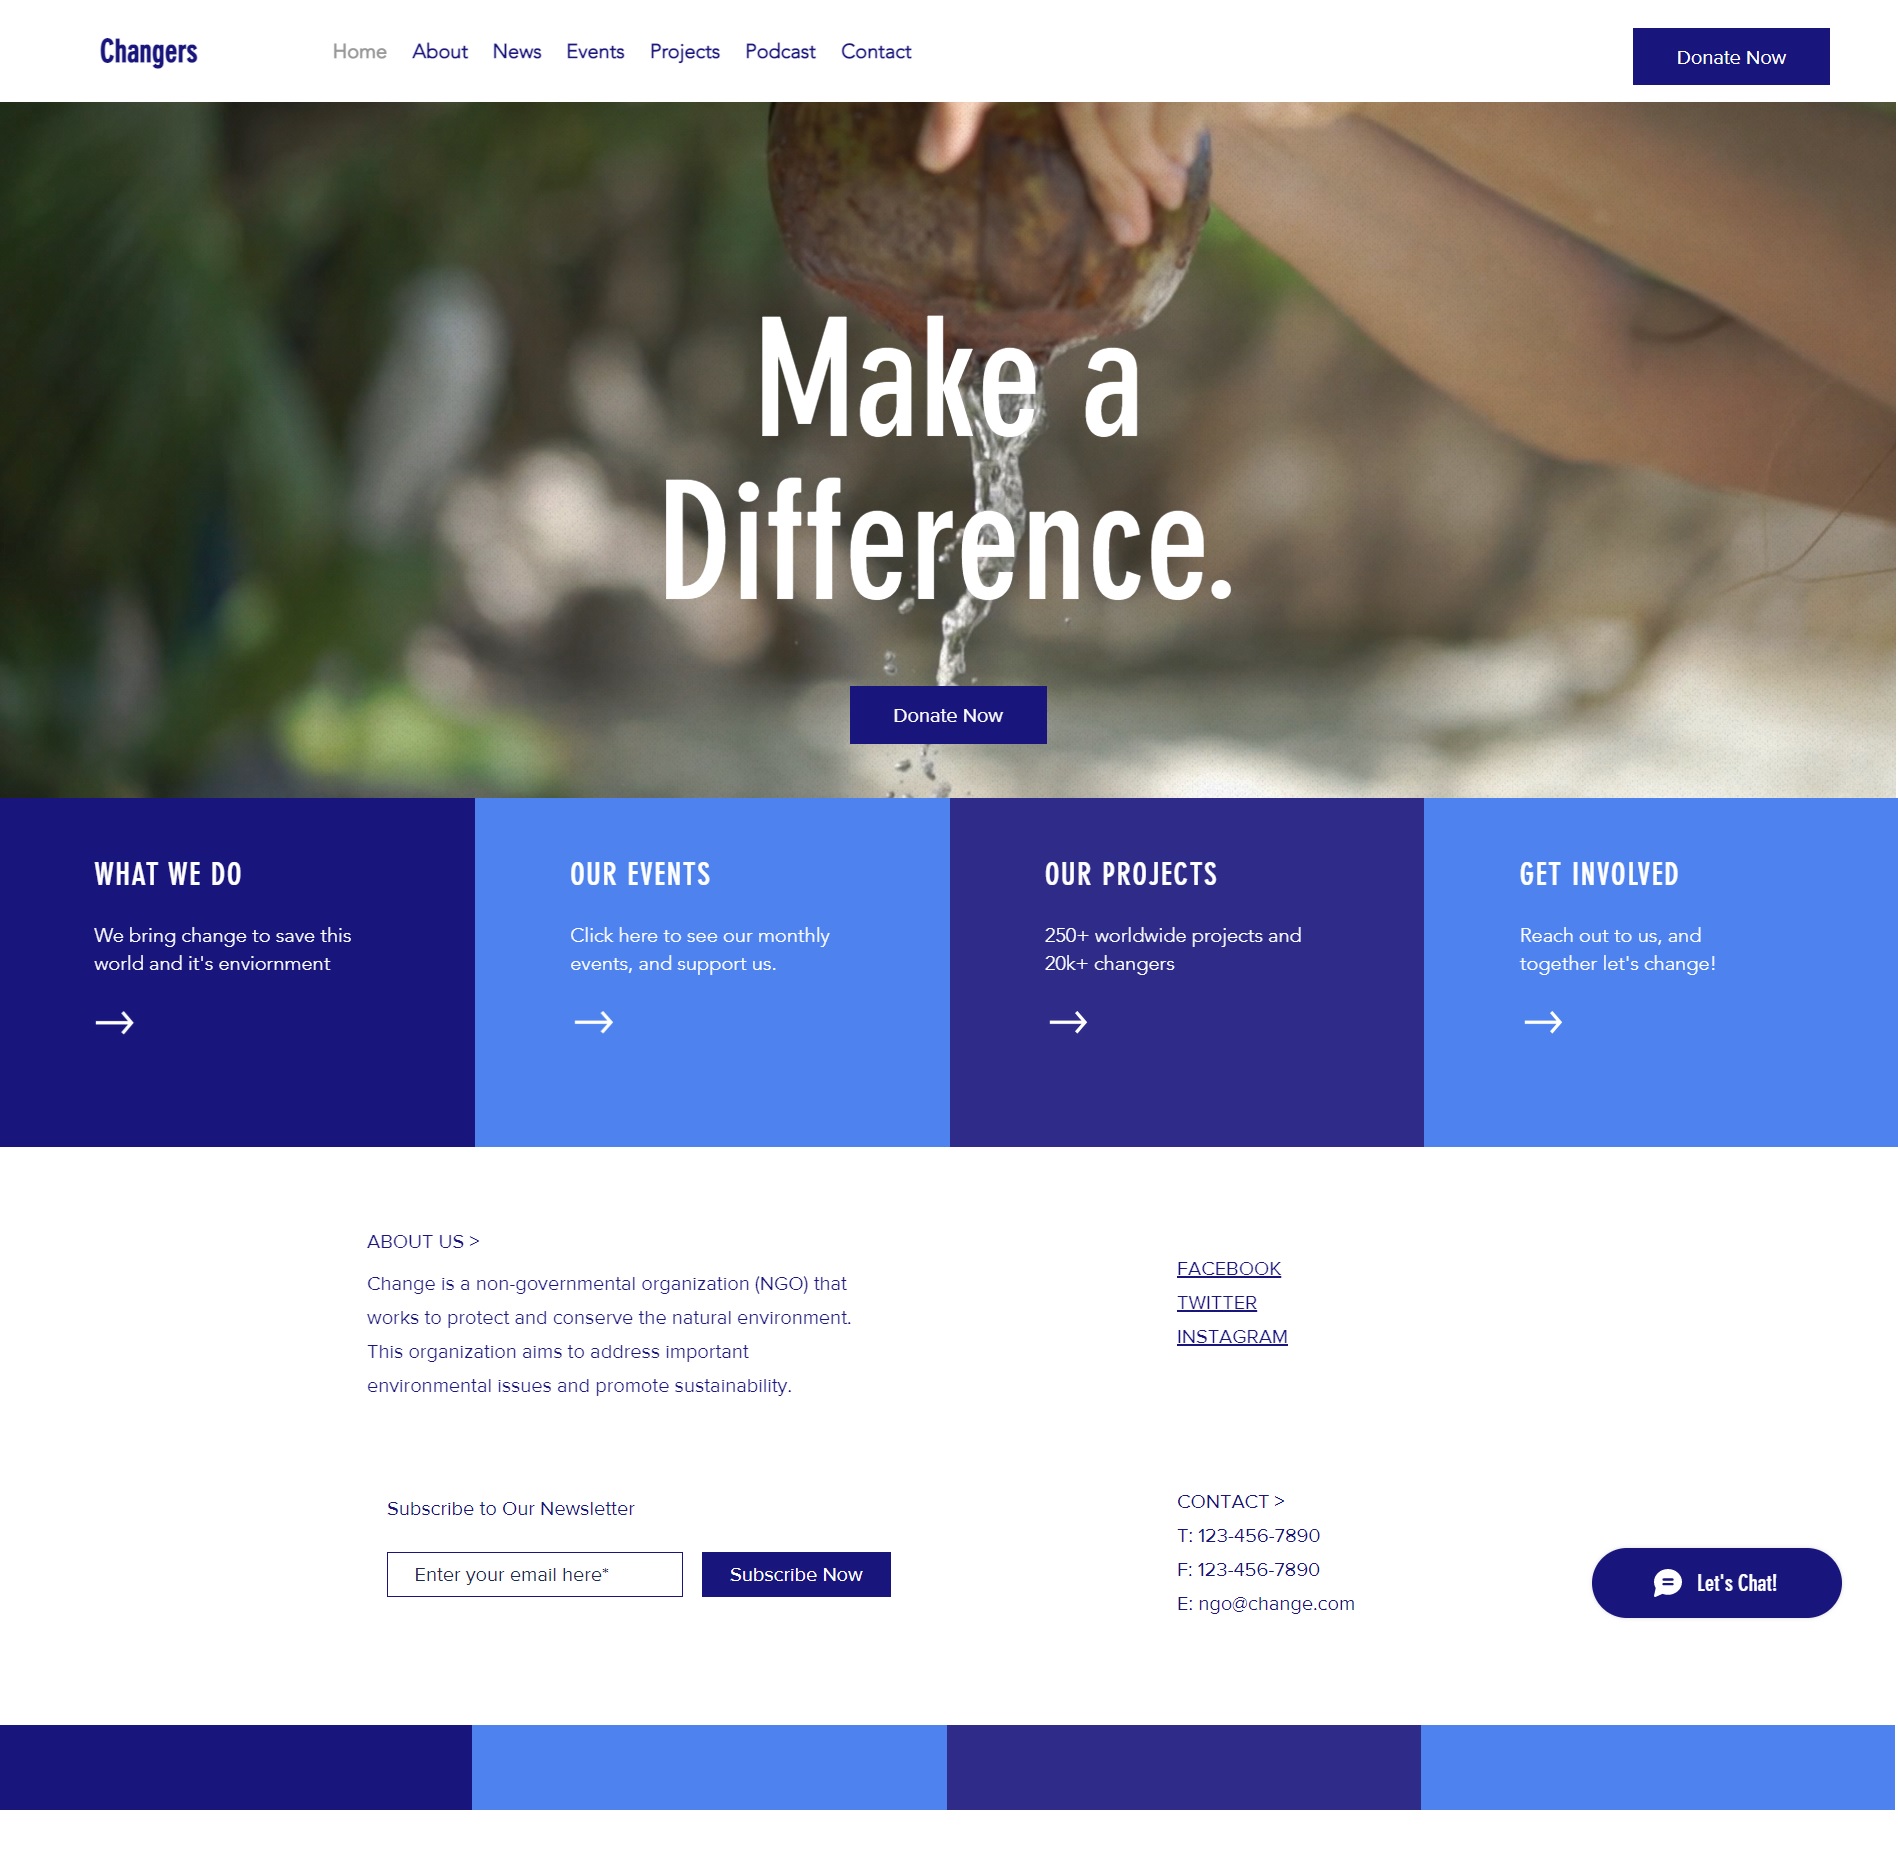 Changers
Home About News Events Projects Podcast Contact
Donate Now
Make a
Difference.
Donate Now
WHAT WE DO
We bring change to save this
world and it's enviornment
OUR EVENTS
Click here to see our monthly
events, and support us.
OUR PROJECTS
250+ worldwide projects and
20k+ changers
GET INVOLVED
Reach out to us, and
together let's change!
ABOUT US >
Change is a non-governmental organization (NGO) that
works to protect and conserve the natural environment.
This organization aims to address important
environmental issues and promote sustainability.
FACEBOOK
TWITTER
INSTAGRAM
Subscribe to Our Newsletter
Enter your email here*
Subscribe Now
CONTACT >
T: 123-456-7890
F: 123-456-7890
E: ngo@change.com
Let's Chat!